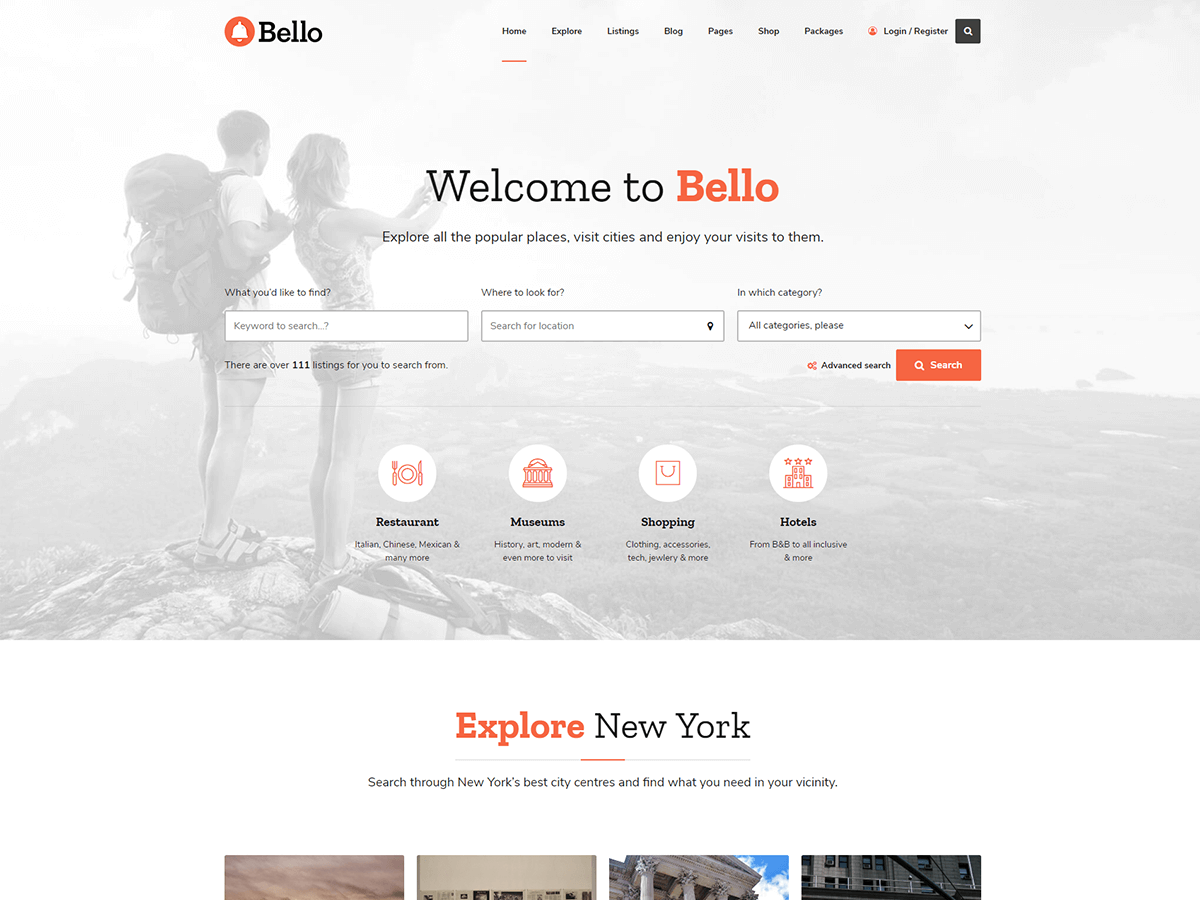 Bello
Home Explore Listings Blog Pages Shop Packages Login / Register
Welcome to Bello
Explore all the popular places, visit cities and enjoy your visits to them.
What you'd like to find? Where to look for? In which category?
Keyword to search...? Search for location All categories, please
There are over 111 listings for you to search from. Advanced search Search
Restaurant Museums Shopping Hotels
Italian, Chinese, Mexican & History, art, modern & Clothing, accessories, From B&B to all inclusive
many more even more to visit tech, jewlery & more & more
Explore New York
Search through New York's best city centres and find what you need in your vicinity.